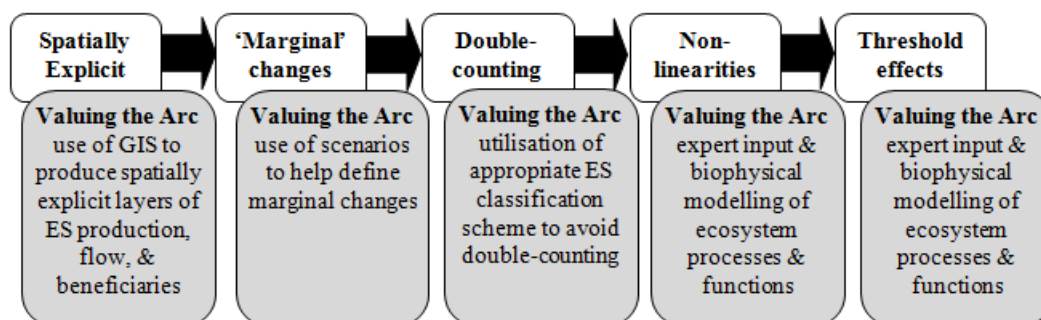 Spatially
Explicit
‘Marginal’
changes
Double-
counting
Non-
linearities
Threshold
effects
Valuing the Arc
use of GIS to
produce spatially
explicit layers of
ES production,
flow, &
beneficiaries
Valuing the Arc
use of scenarios
to help define
marginal changes
Valuing the Arc
utilisation of
appropriate ES
classification
scheme to avoid
double-counting
Valuing the Arc
expert input &
biophysical
modelling of
ecosystem
processes &
functions
Valuing the Arc
expert input &
biophysical
modelling of
ecosystem
processes &
functions